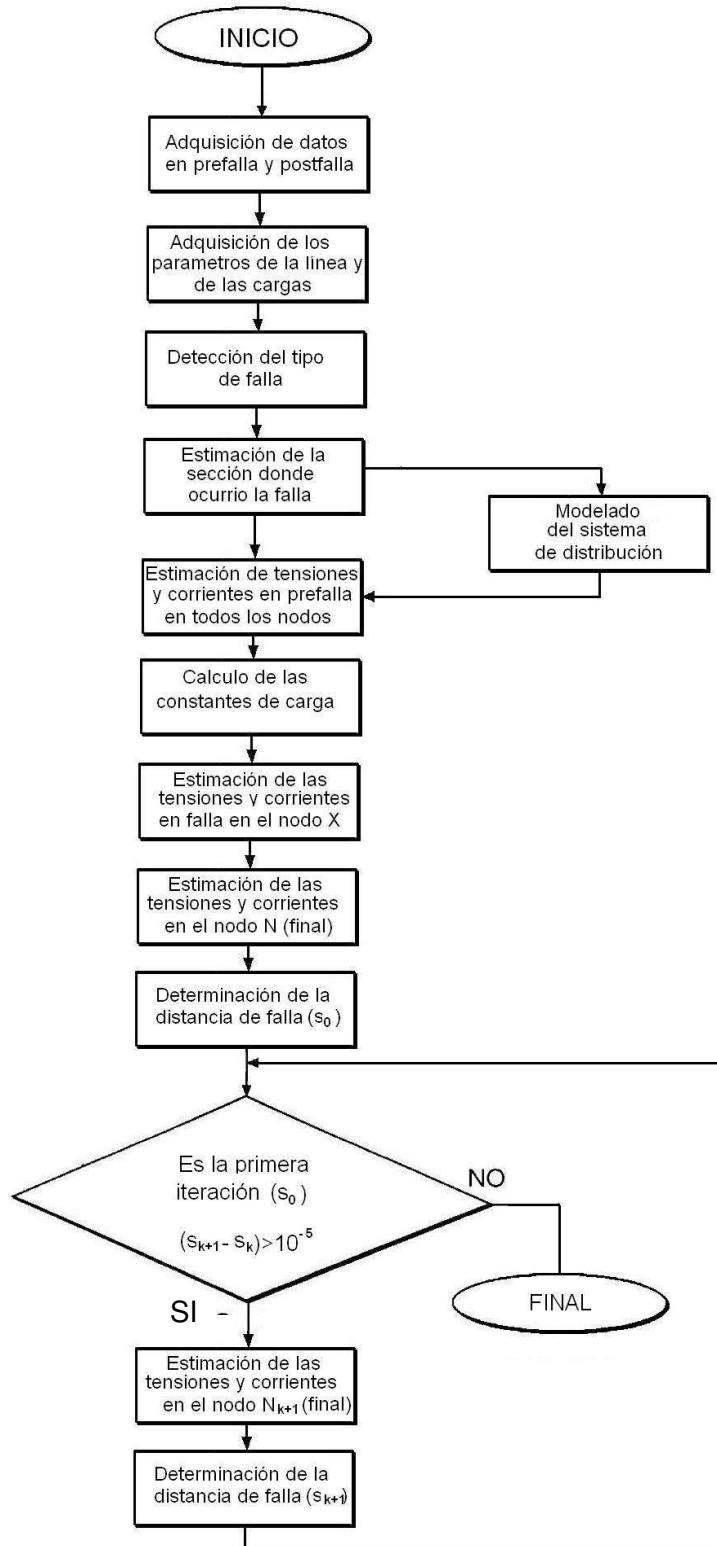 INICIO
Adquisición de datos
en prefalla y postfalla
Adquisición de los
parametros de la linea y
de las cargas
Detección del tipo
de falla
Estimación de la
sección donde
ocurrio la falla
Modelado
del sistema
de distribución
Estimación de tensiones
y corrientes en prefalla
en todos los nodos
Calculo de las
constantes de carga
Estimación de las
tensiones y corrientes
en falla en el nodo X
Estimación de las
tensiones y corrientes
en el nodo N (final)
Determinación de la
distancia de falla (s₀)
Es la primera
iteración (s₀)
(sₖ₊₁- sₖ)>10⁻⁵
NO
FINAL
SI
Estimación de las
tensiones y corrientes
en el nodo Nₖ₊₁ (final)
Determinación de la
distancia de falla (sₖ₊₁)